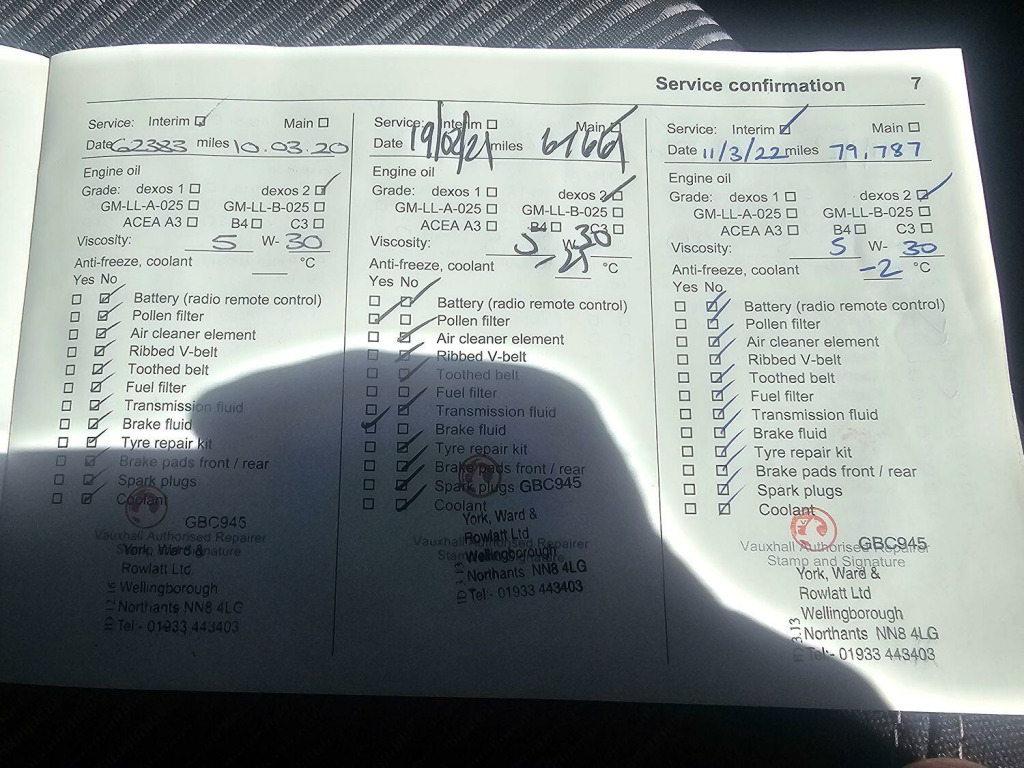 Service confirmation 7
Service: Interim Main
Date 62383 miles 10.03.20
Engine oil
Grade: dexos 1 dexos 2
GM-LL-A-025 GM-LL-B-025
ACEA A3 B4 C3
Viscosity: 5 W- 30
Anti-freeze, coolant °C
Yes No
Battery (radio remote control)
Pollen filter
Air cleaner element
Ribbed V-belt
Toothed belt
Fuel filter
Transmission fluid
Brake fluid
Tyre repair kit
Brake pads front / rear
Spark plugs
Coolant
GBC945
Vauxhall Authorised Repairer
Stamp and Signature
York, Ward &
Rowlatt Ltd
Wellingborough
Northants NN8 4LG
Tel:- 01933 443403
Service: Interim Main
Date 19/02/21 miles
Engine oil
Grade: dexos 1 dexos 2
GM-LL-A-025 GM-LL-B-025
ACEA A3 B4 C3
Viscosity: 5 W- 30
Anti-freeze, coolant °C
Yes No
Battery (radio remote control)
Pollen filter
Air cleaner element
Ribbed V-belt
Toothed belt
Fuel filter
Transmission fluid
Brake fluid
Tyre repair kit
Brake pads front / rear
Spark plugs GBC945
Coolant
York, Ward &
Rowlatt Ltd
Vauxhall Authorised Repairer
Stamp and Signature
Wellingborough
Northants NN8 4LG
Tel:- 01933 443403
Service: Interim Main
Date 11/3/22 miles 79,787
Engine oil
Grade: dexos 1 dexos 2
GM-LL-A-025 GM-LL-B-025
ACEA A3 B4 C3
Viscosity: 5 W- 30
Anti-freeze, coolant -2 °C
Yes No
Battery (radio remote control)
Pollen filter
Air cleaner element
Ribbed V-belt
Toothed belt
Fuel filter
Transmission fluid
Brake fluid
Tyre repair kit
Brake pads front / rear
Spark plugs
Coolant
GBC945
Vauxhall Authorised Repairer
Stamp and Signature
York, Ward &
Rowlatt Ltd
Wellingborough
Northants NN8 4LG
Tel:- 01933 443403